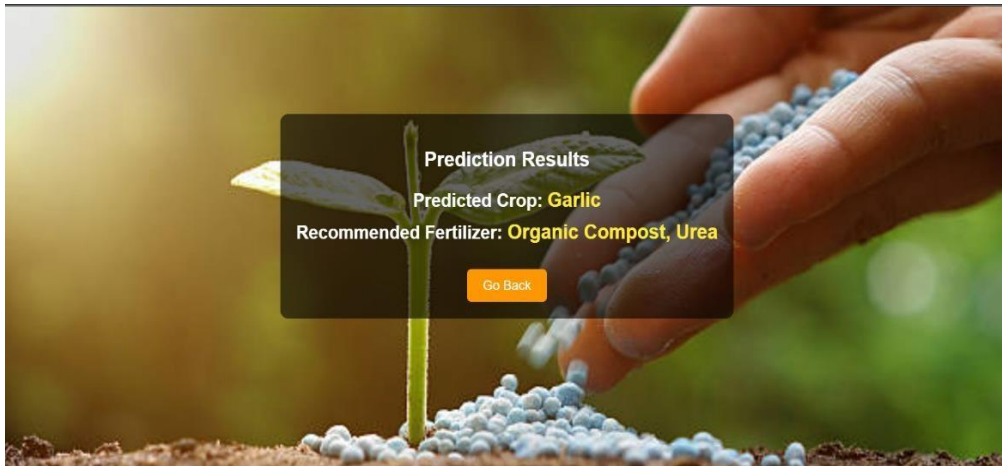 Prediction Results
Predicted Crop: Garlic
Recommended Fertilizer: Organic Compost, Urea
Go Back